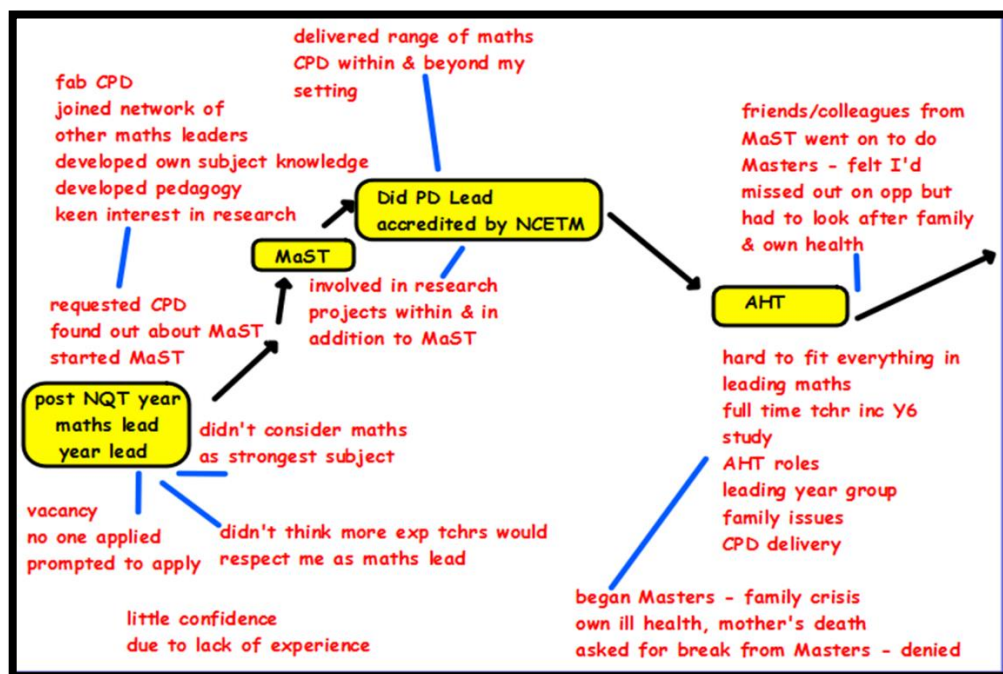 delivered range of maths
CPD within & beyond my
setting
fab CPD
joined network of
other maths leaders
developed own subject knowledge
developed pedagogy
keen interest in research
friends/colleagues from
MaST went on to do
Masters - felt I'd
missed out on opp but
had to look after family
& own health
Did PD Lead
accredited by NCETM
MaST
involved in research
projects within & in
addition to MaST
requested CPD
found out about MaST
started MaST
AHT
post NQT year
maths lead
year lead
didn't consider maths
as strongest subject
hard to fit everything in
leading maths
full time tchr inc Y6
study
AHT roles
leading year group
family issues
CPD delivery
vacancy
no one applied
prompted to apply
didn't think more exp tchrs would
respect me as maths lead
little confidence
due to lack of experience
began Masters - family crisis
own ill health, mother's death
asked for break from Masters - denied